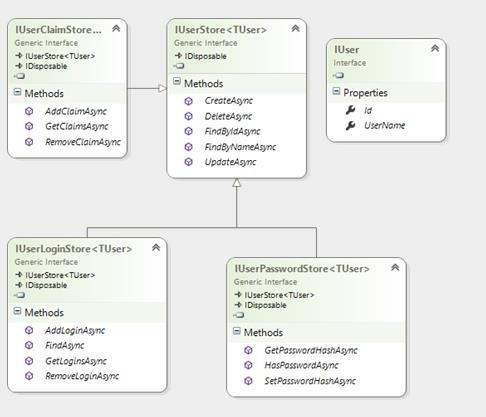 IUserClaimStore...
Generic Interface
IUserStore<TUser>
IDisposable
Methods
AddClaimAsync
GetClaimsAsync
RemoveClaimAsync
IUserStore<TUser>
Generic Interface
IDisposable
Methods
CreateAsync
DeleteAsync
FindByIdAsync
FindByNameAsync
UpdateAsync
IUser
Interface
Properties
Id
UserName
IUserLoginStore<TUser>
Generic Interface
IUserStore<TUser>
IDisposable
Methods
AddLoginAsync
FindAsync
GetLoginsAsync
RemoveLoginAsync
IUserPasswordStore<TUser>
Generic Interface
IUserStore<TUser>
IDisposable
Methods
GetPasswordHashAsync
HasPasswordAsync
SetPasswordHashAsync